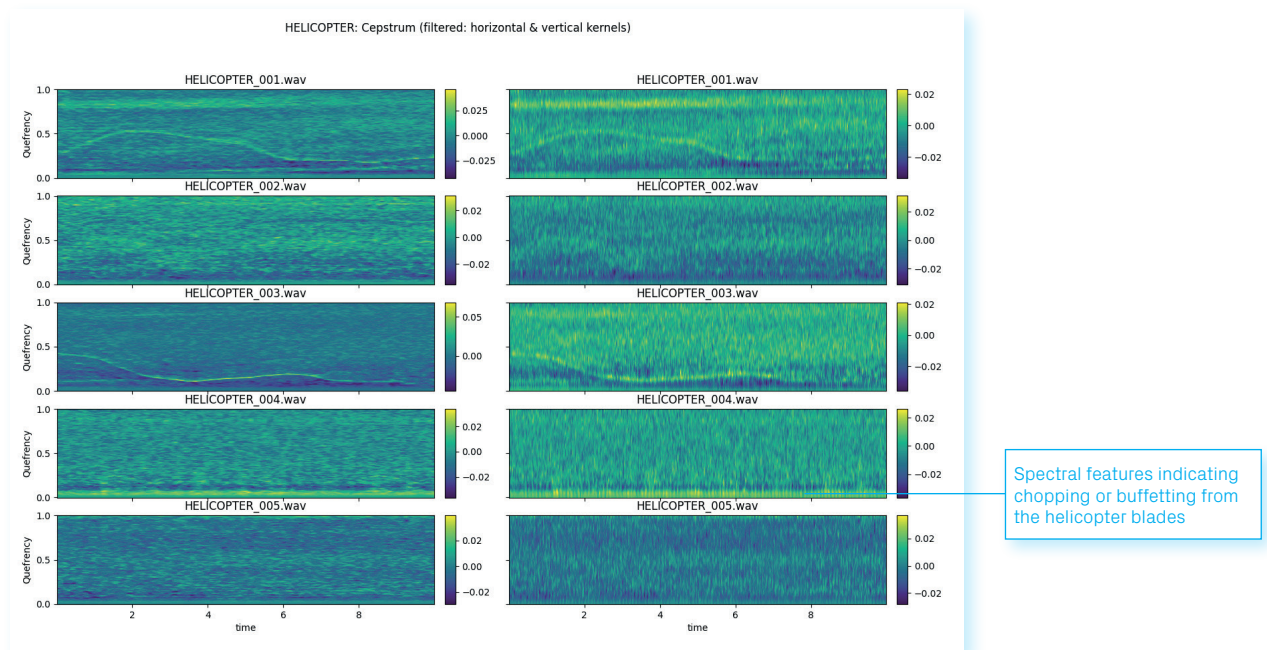 HELICOPTER: Cepstrum (filtered: horizontal & vertical kernels)
HELICOPTER_001.wav
1.0
0.5
0.0
Quefrency
0.025
0.000
−0.025
HELICOPTER_001.wav
0.02
0.00
−0.02
HELICOPTER_002.wav
1.0
0.5
0.0
Quefrency
0.02
0.00
−0.02
HELICOPTER_002.wav
0.02
0.00
−0.02
HELICOPTER_003.wav
1.0
0.5
0.0
Quefrency
0.05
0.00
HELICOPTER_003.wav
0.02
0.00
−0.02
HELICOPTER_004.wav
1.0
0.5
0.0
Quefrency
0.02
0.00
−0.02
HELICOPTER_004.wav
0.02
0.00
−0.02
HELICOPTER_005.wav
1.0
0.5
0.0
Quefrency
0.02
0.00
−0.02
2 4 6 8
time
HELICOPTER_005.wav
0.02
0.00
−0.02
2 4 6 8
time
Spectral features indicating
chopping or buffetting from
the helicopter blades